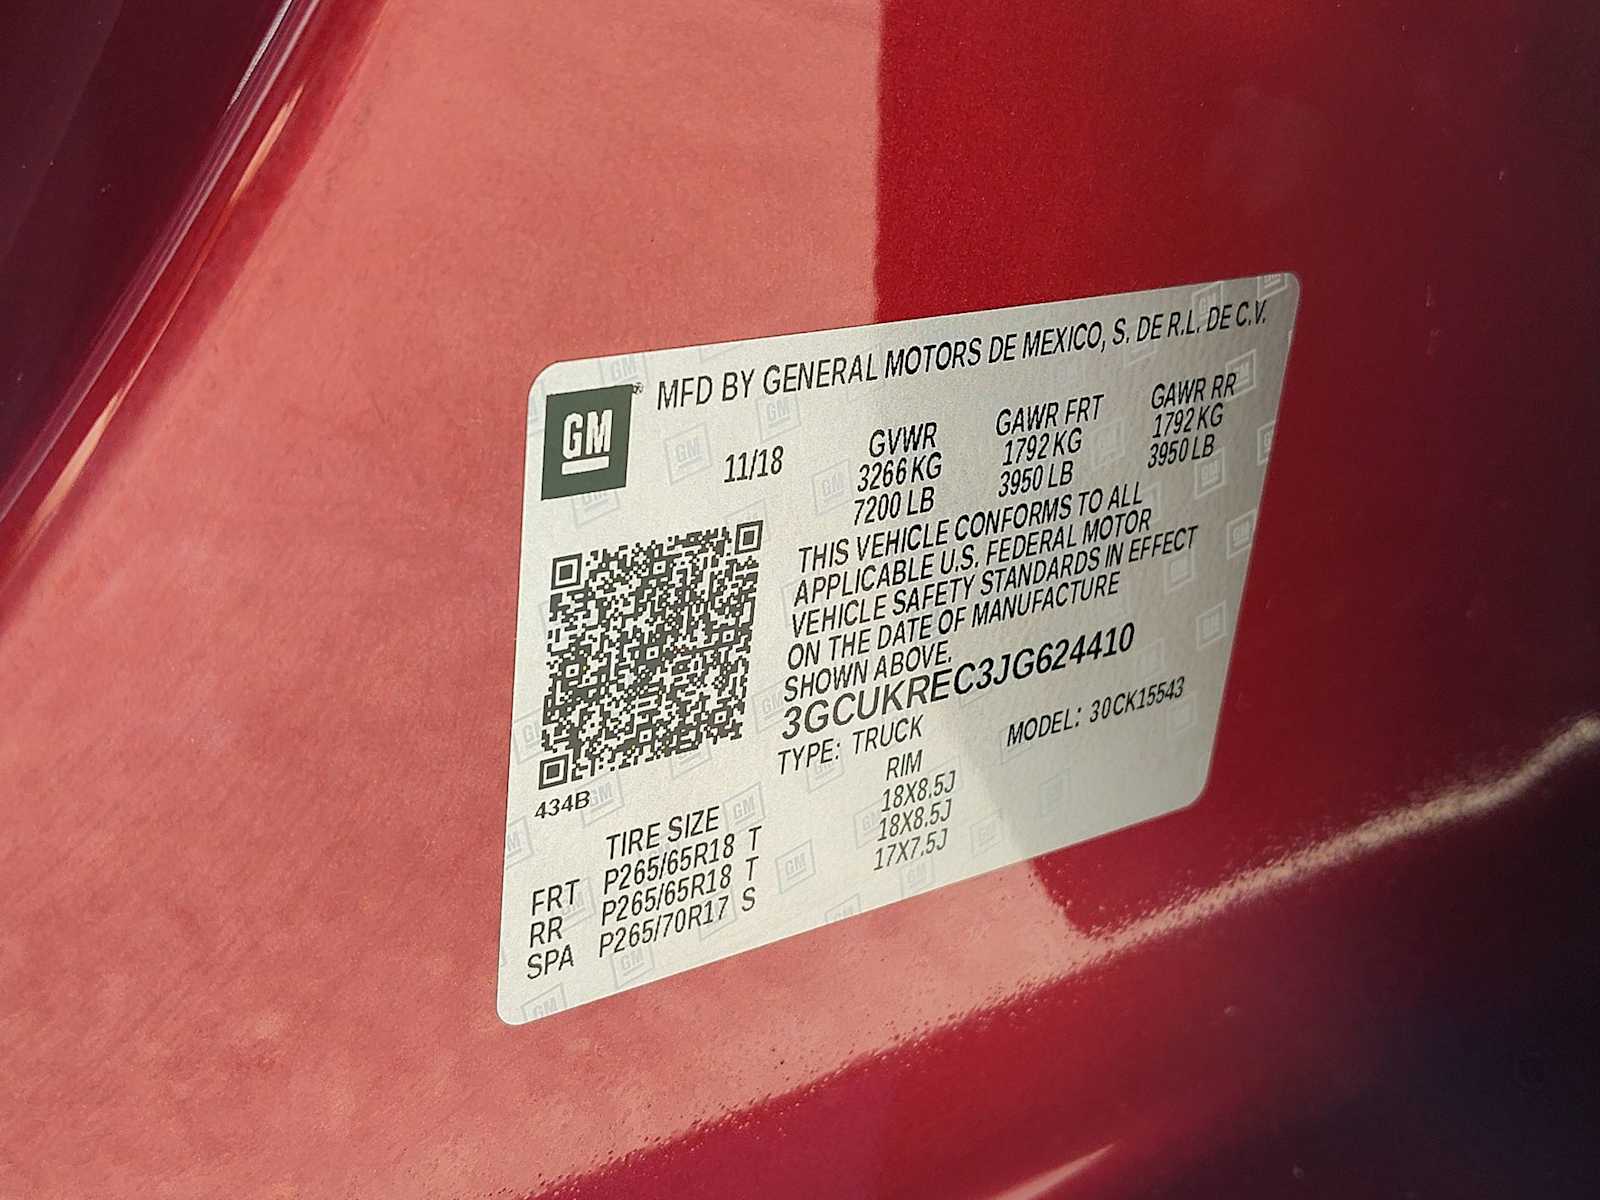 MFD BY GENERAL MOTORS DE MEXICO, S. DE R.L. DE C.V.
GM®
11/18
GVWR GAWR FRT GAWR RR
3266 KG 1792 KG 1792 KG
7200 LB 3950 LB 3950 LB
THIS VEHICLE CONFORMS TO ALL
APPLICABLE U.S. FEDERAL MOTOR
VEHICLE SAFETY STANDARDS IN EFFECT
ON THE DATE OF MANUFACTURE
SHOWN ABOVE.
3GCUKREC3JG624410
TYPE: TRUCK MODEL: 30CK15543
434B
TIRE SIZE RIM
FRT P265/65R18 T 18X8.5J
RR P265/65R18 T 18X8.5J
SPA P265/70R17 S 17X7.5J